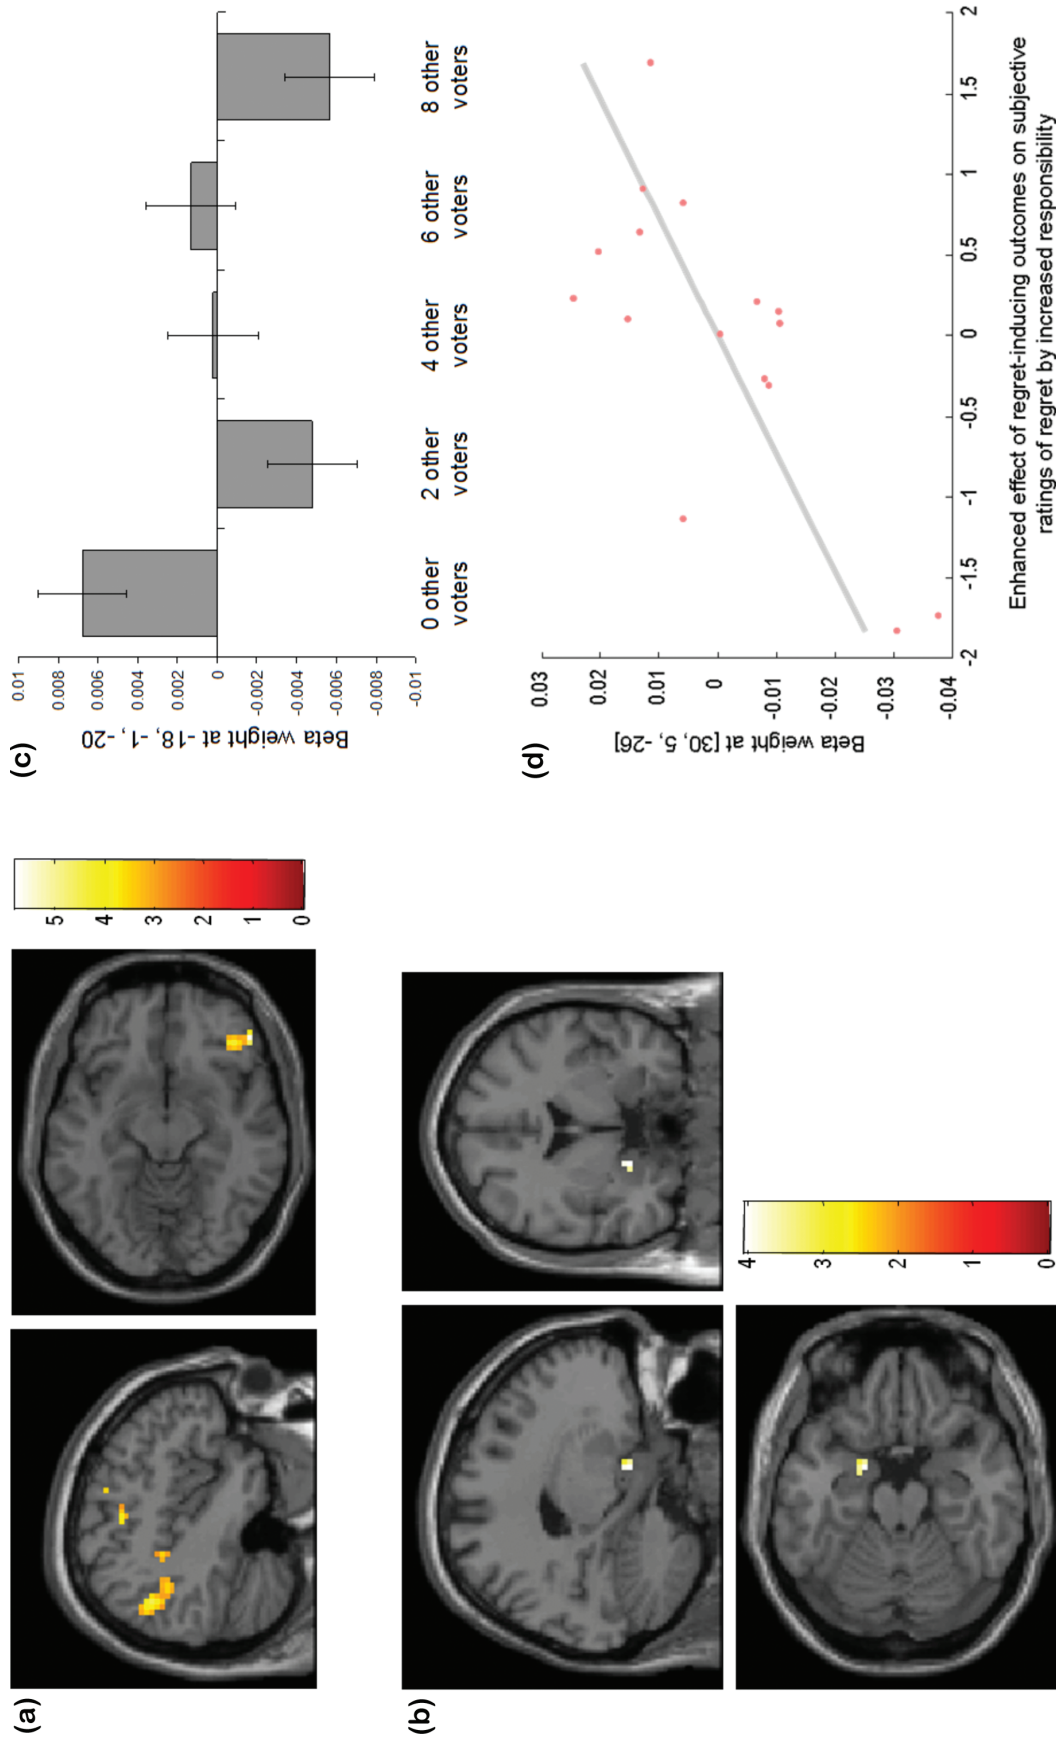 (a)
5
4
3
2
1
0
(b)
4
3
2
1
0
(c)
Beta weight at -18, -1, -20
0.01
0.008
0.006
0.004
0.002
0
-0.002
-0.004
-0.006
-0.008
-0.01
0 other
voters
2 other
voters
4 other
voters
6 other
voters
8 other
voters
(d)
Beta weight at [30, 5, -26]
0.03
0.02
0.01
0
-0.01
-0.02
-0.03
-0.04
-2
-1.5
-1
-0.5
0
0.5
1
1.5
2
Enhanced effect of regret-inducing outcomes on subjective
ratings of regret by increased responsibility